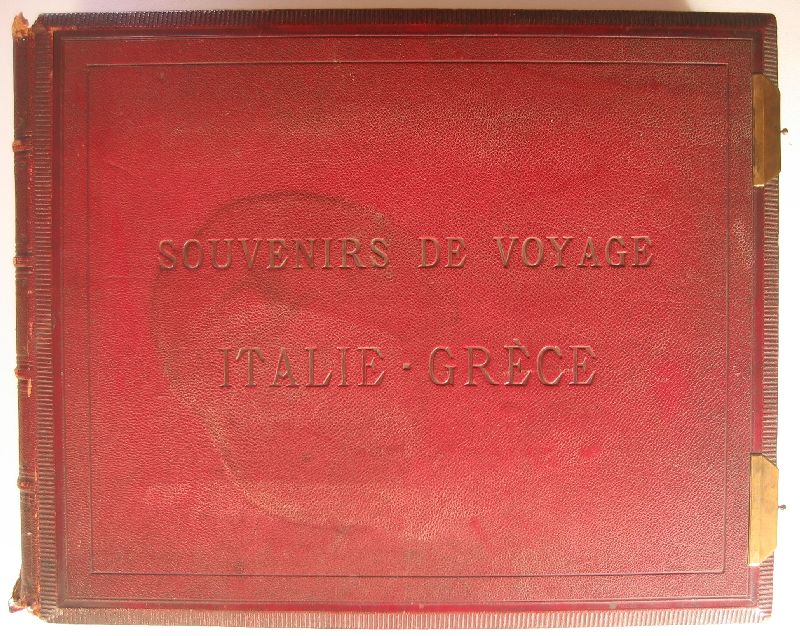 SOUVENIRS DE VOYAGE
ITALIE - GRÈCE